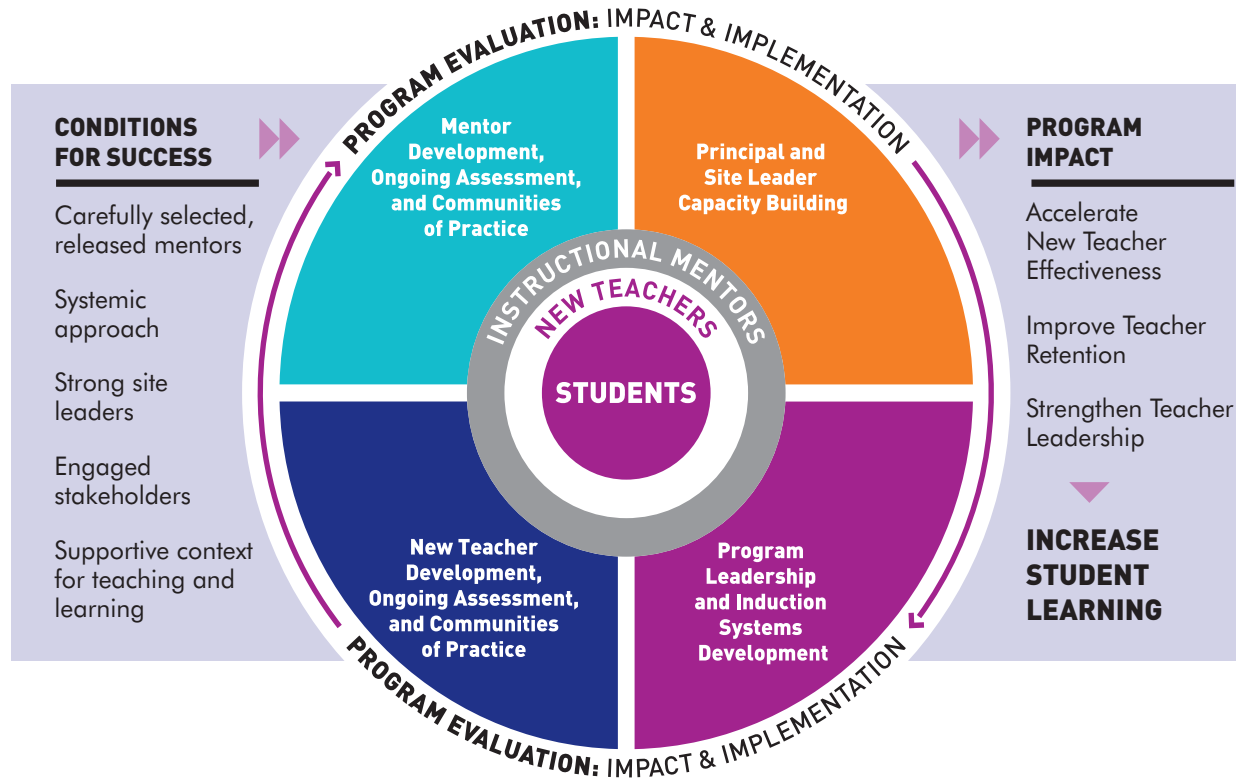 PROGRAM EVALUATION: IMPACT & IMPLEMENTATION
CONDITIONS
FOR SUCCESS
Carefully selected,
released mentors
Systemic
approach
Strong site
leaders
Engaged
stakeholders
Supportive context
for teaching and
learning
Mentor
Development,
Ongoing Assessment,
and Communities
of Practice
Principal and
Site Leader
Capacity Building
INSTRUCTIONAL MENTORS
NEW TEACHERS
STUDENTS
New Teacher
Development,
Ongoing Assessment,
and Communities
of Practice
Program
Leadership
and Induction
Systems
Development
PROGRAM EVALUATION: IMPACT & IMPLEMENTATION
PROGRAM
IMPACT
Accelerate
New Teacher
Effectiveness
Improve Teacher
Retention
Strengthen Teacher
Leadership
INCREASE
STUDENT
LEARNING